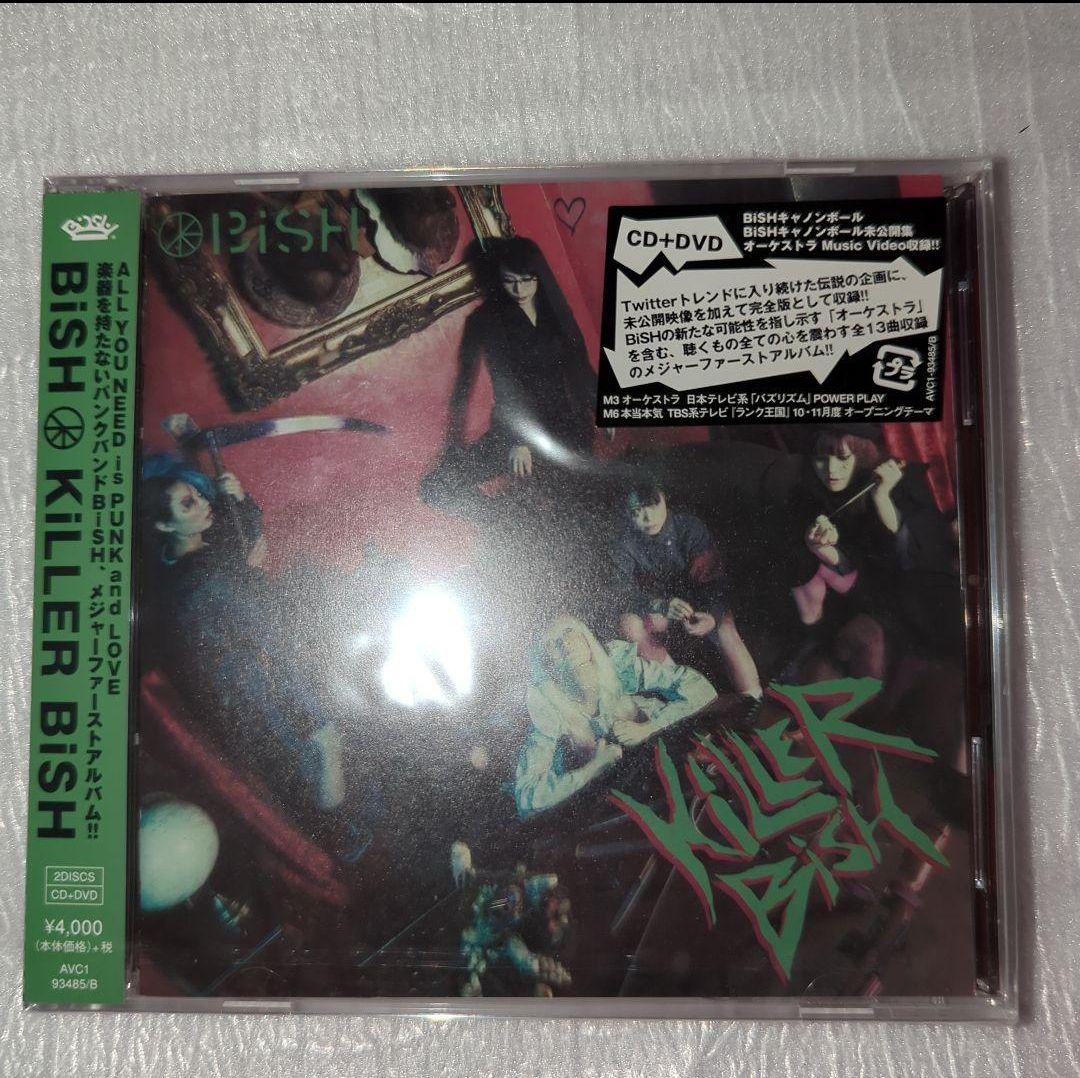 BiSH
ALL YOU NEED is PUNK and LOVE
楽器を持たないパンクバンドBiSH、メジャーファーストアルバム!!
BiSH KiLLER BiSH
2DISCS
CD+DVD
¥4,000
(本体価格)+税
AVC1
93485/B
BiSH
CD+DVD
BiSHキャノンボール
BiSHキャノンボール未公開集
オーケストラ Music Video収録!!
Twitterトレンドに入り続けた伝説の企画に、
未公開映像を加えて完全版として収録!!
BiSHの新たな可能性を指し示す「オーケストラ」
を含む、聴くもの全ての心を震わす全13曲収録
のメジャーファーストアルバム!!
プラ
AVC1-93485/B
M3 オーケストラ 日本テレビ系「バズリズム」POWER PLAY
M6 本当本気 TBS系テレビ「ランク王国」10・11月度 オープニングテーマ
KiLLER
BiSH